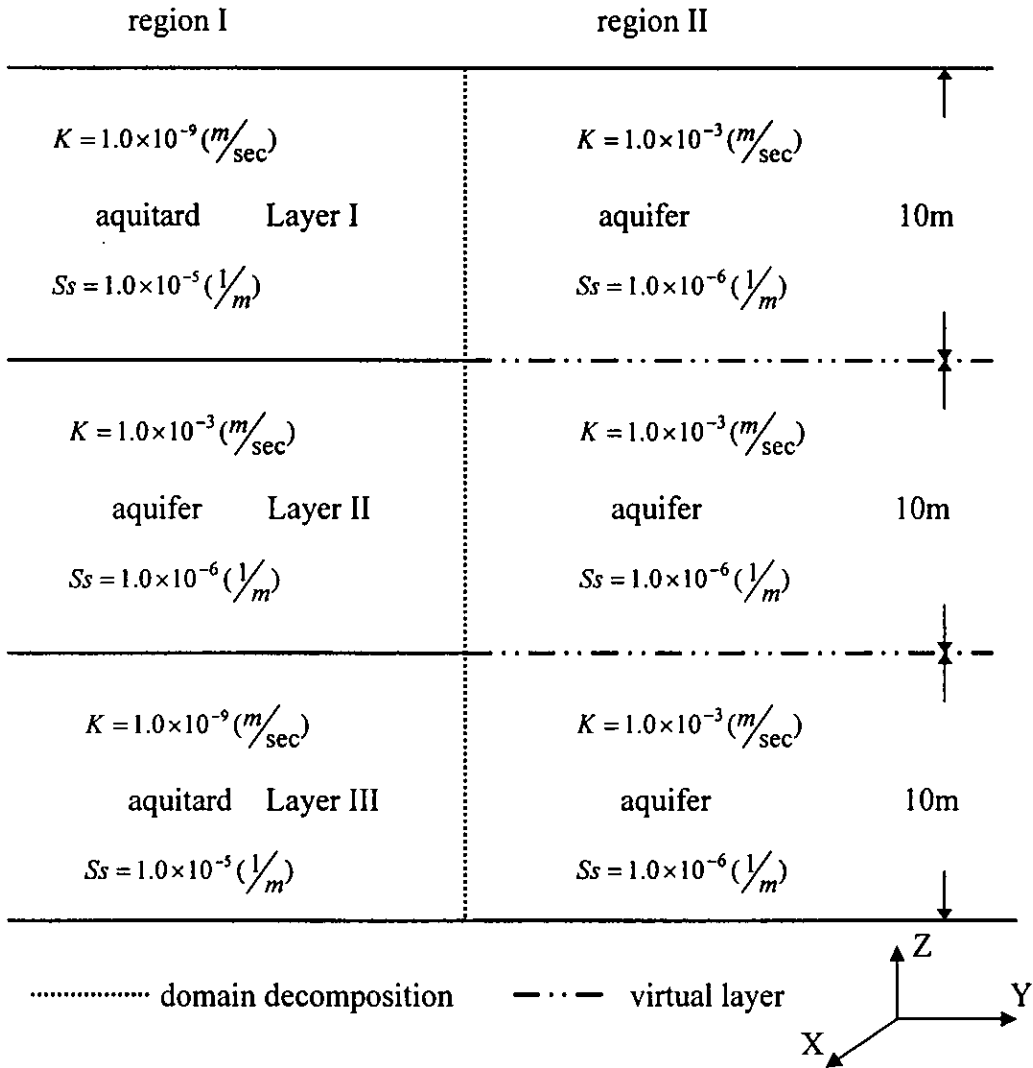 region I region II
K = 1.0×10⁻⁹ (m/sec) K = 1.0×10⁻³ (m/sec)
aquitard Layer I aquifer 10m
Ss = 1.0×10⁻⁵ (1/m) Ss = 1.0×10⁻⁶ (1/m)
K = 1.0×10⁻³ (m/sec) K = 1.0×10⁻³ (m/sec)
aquifer Layer II aquifer 10m
Ss = 1.0×10⁻⁶ (1/m) Ss = 1.0×10⁻⁶ (1/m)
K = 1.0×10⁻⁹ (m/sec) K = 1.0×10⁻³ (m/sec)
aquitard Layer III aquifer 10m
Ss = 1.0×10⁻⁵ (1/m) Ss = 1.0×10⁻⁶ (1/m)
Z
domain decomposition virtual layer Y
X